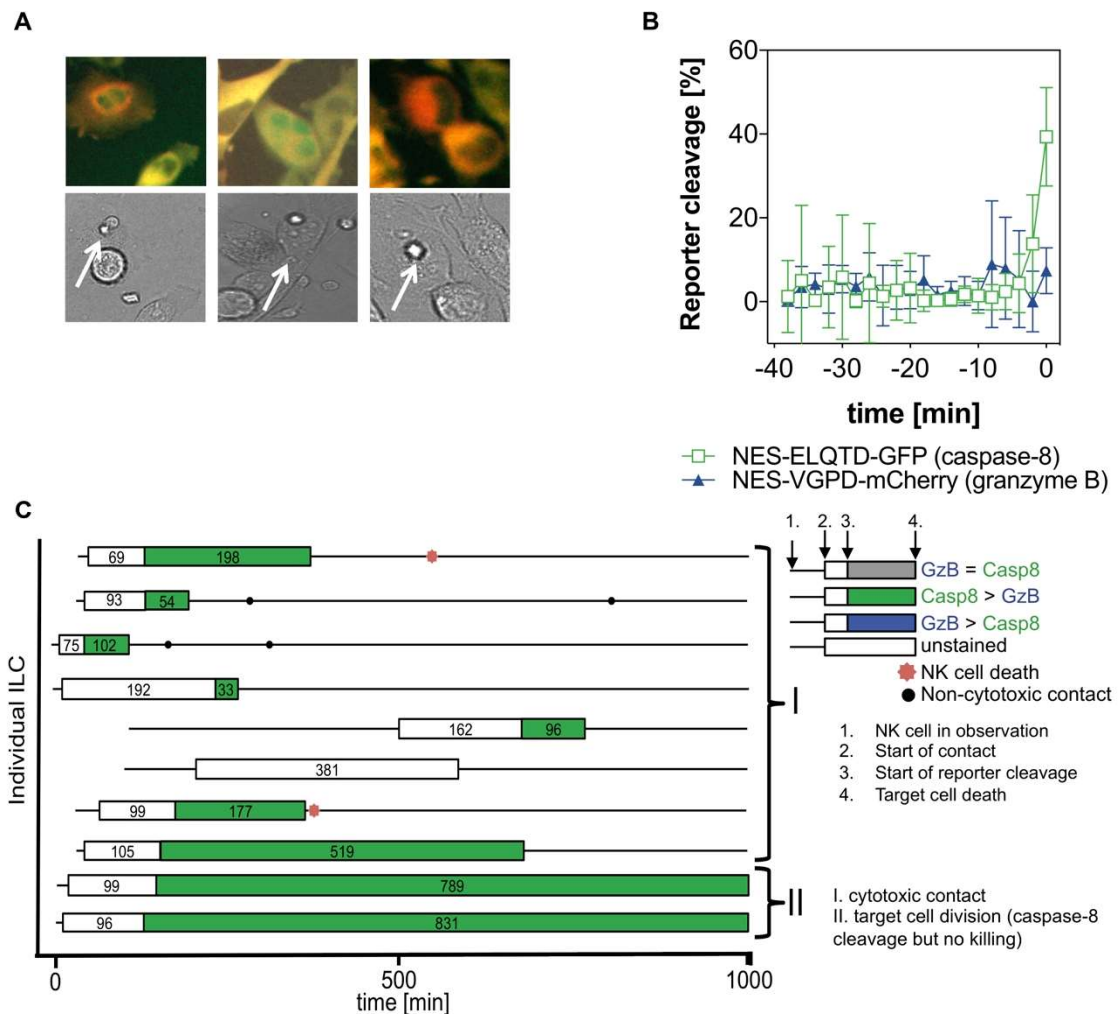 A
B
Reporter cleavage [%]
60
40
20
0
-40
-30
-20
-10
0
time [min]
NES-ELQTD-GFP (caspase-8)
NES-VGPD-mCherry (granzyme B)
C
Individual ILC
69 198
93 54
75 102
192 33
162 96
381
99 177
105 519
99 789
96 831
I
II
0 500 1000
time [min]
1. 2. 3. 4.
GzB = Casp8
Casp8 > GzB
GzB > Casp8
unstained
NK cell death
Non-cytotoxic contact
1. NK cell in observation
2. Start of contact
3. Start of reporter cleavage
4. Target cell death
I. cytotoxic contact
II. target cell division (caspase-8
cleavage but no killing)